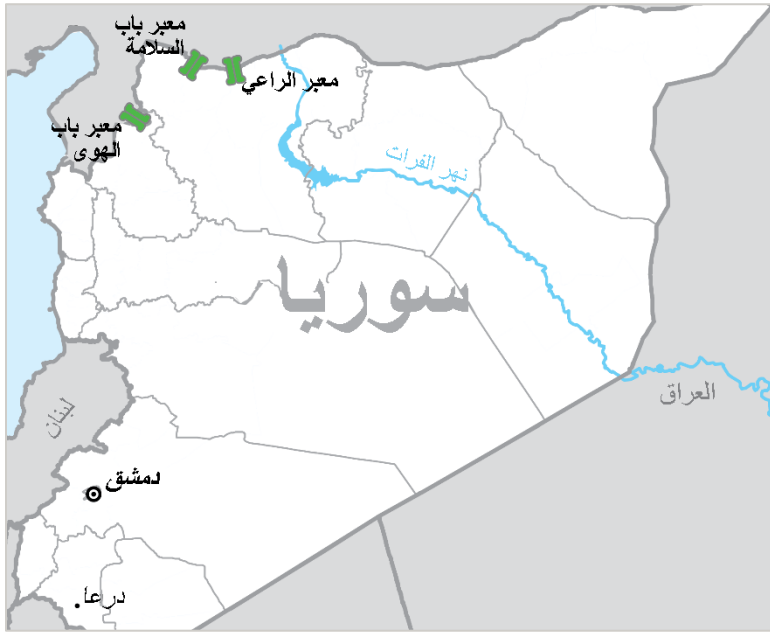 معبر باب
السلامة
معبر الراعي
معبر باب
الهوى
نهر الفرات
سوريا
العراق
لبنان
دمشق
درعا